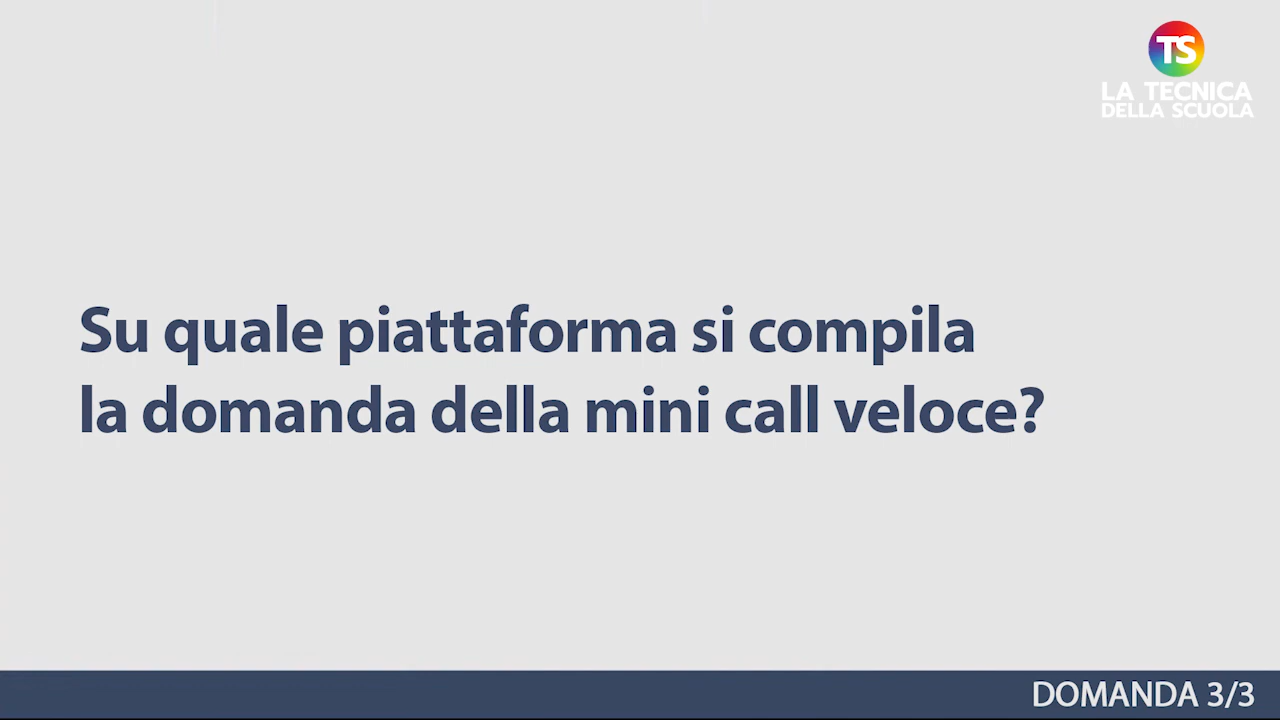 TS
LA TECNICA
DELLA SCUOLA
Su quale piattaforma si compila
la domanda della mini call veloce?
DOMANDA 3/3